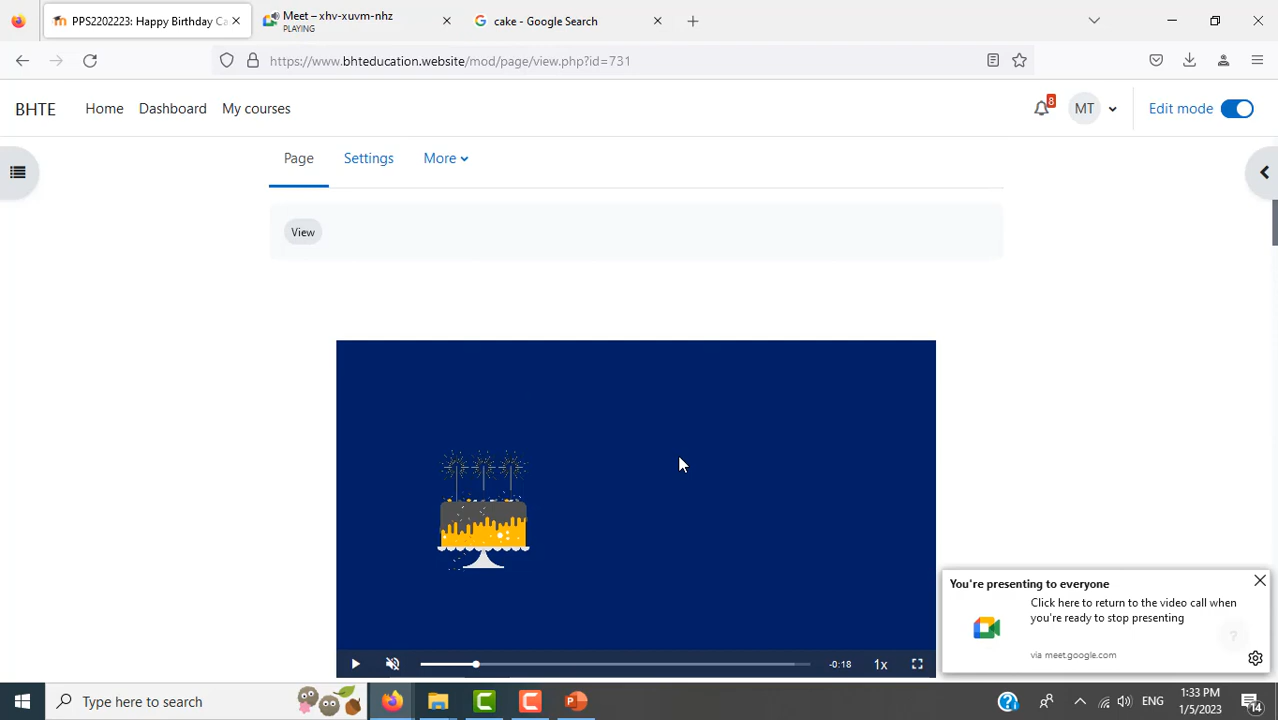 PPS2202223: Happy Birthday Ca
Meet – xhv-xuvm-nhz
PLAYING
cake - Google Search
https://www.bhteducation.website/mod/page/view.php?id=731
BHTE
Home
Dashboard
My courses
8
MT
Edit mode
Page
Settings
More
View
-0:18
1x
You're presenting to everyone
Click here to return to the video call when
you're ready to stop presenting
via meet.google.com
Type here to search
ENG
1:33 PM
1/5/2023
14